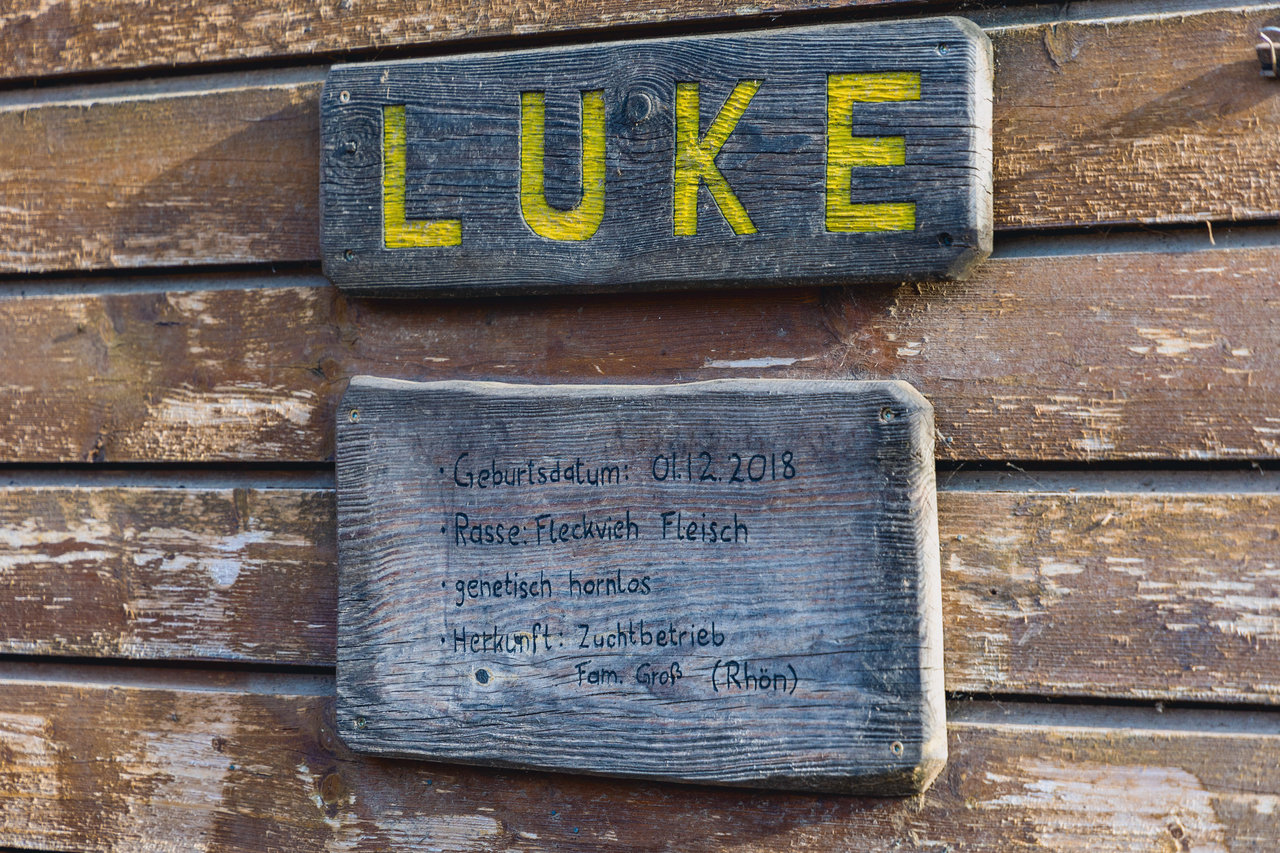 LUKE
· Geburtsdatum: 01.12.2018
· Rasse: Fleckvieh Fleisch
· genetisch hornlos
· Herkunft: Zuchtbetrieb
Fam. Groß (Rhön)